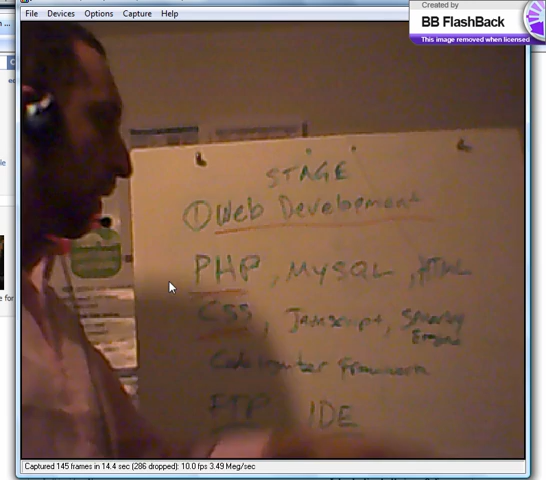 Created by
BB FlashBack
This image removed when licensed
File Devices Options Capture Help
STAGE
① Web Development
PHP, MySQL, HTML
CSS, Javascript, Smarty
Engine
CodeIgniter Framework
FTP IDE
Captured 145 frames in 14.4 sec (286 dropped): 10.0 fps 3.49 Meg/sec